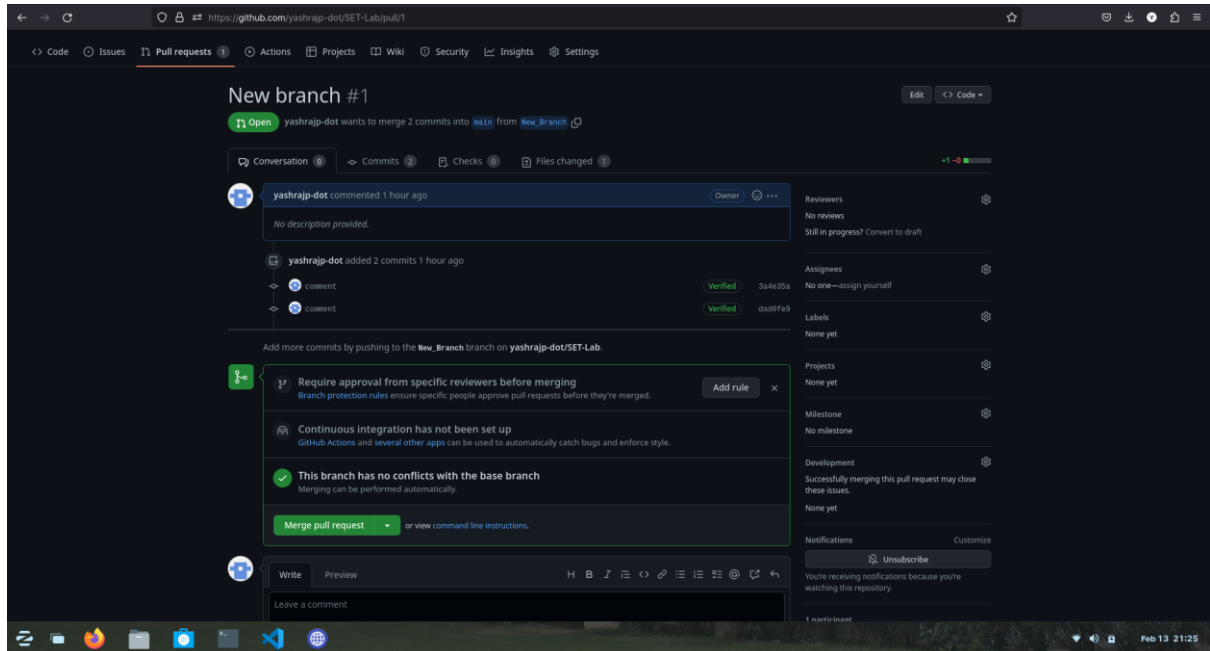 https://github.com/yashrajp-dot/SET-Lab/pull/1
<> Code Issues Pull requests 1 Actions Projects Wiki Security Insights Settings
New branch #1
Edit <> Code
Open yashrajp-dot wants to merge 2 commits into main from New_Branch
Conversation 0 Commits 2 Checks 0 Files changed 1
+1 −0
yashrajp-dot commented 1 hour ago Owner
No description provided.
yashrajp-dot added 2 commits 1 hour ago
comment Verified 3a4e35a
comment Verified dad0fe9
Add more commits by pushing to the New_Branch branch on yashrajp-dot/SET-Lab.
Require approval from specific reviewers before merging
Branch protection rules ensure specific people approve pull requests before they're merged.
Add rule
Continuous integration has not been set up
GitHub Actions and several other apps can be used to automatically catch bugs and enforce style.
This branch has no conflicts with the base branch
Merging can be performed automatically.
Merge pull request or view command line instructions.
Write Preview
H B I
Leave a comment
Reviewers
No reviews
Still in progress? Convert to draft
Assignees
No one—assign yourself
Labels
None yet
Projects
None yet
Milestone
No milestone
Development
Successfully merging this pull request may close
these issues.
None yet
Notifications Customize
Unsubscribe
You're receiving notifications because you're
watching this repository.
1 participant
Feb 13 21:25